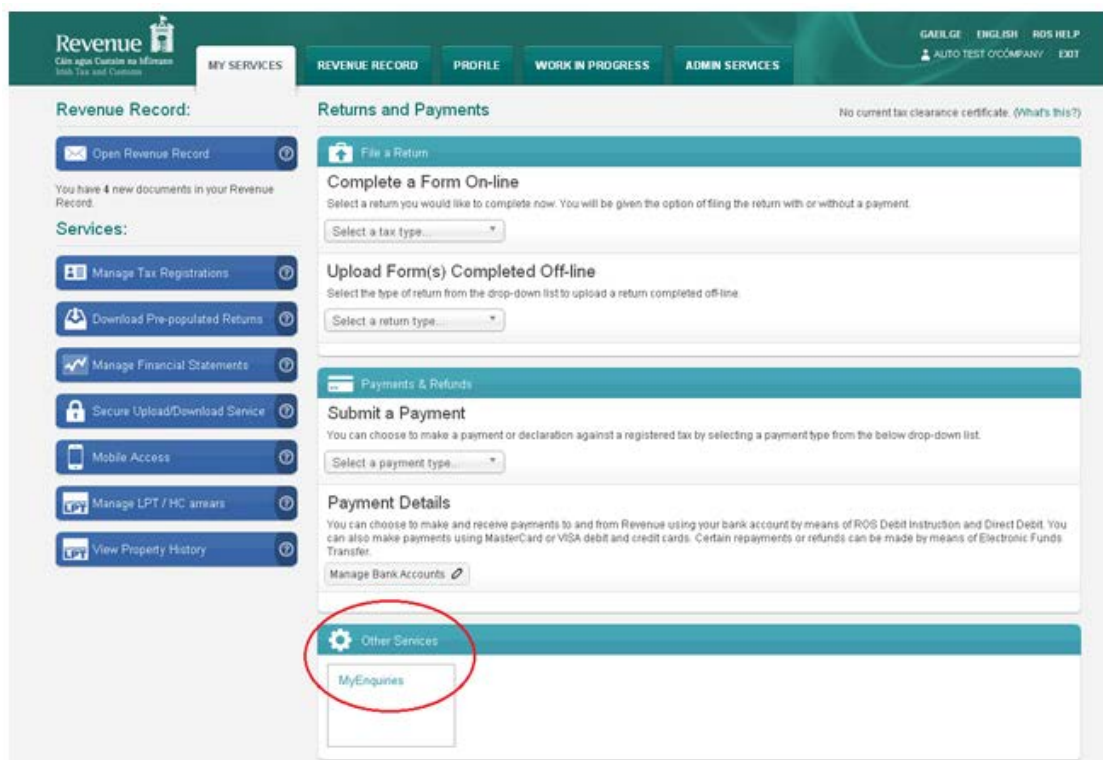 Revenue
Cáin agus Custaim na hÉireann
Irish Tax and Customs
MY SERVICES
REVENUE RECORD
PROFILE
WORK IN PROGRESS
ADMIN SERVICES
GAEILGE ENGLISH ROS HELP
AUTO TEST O'CÓMPANY EXIT
Revenue Record:
Open Revenue Record
You have 4 new documents in your Revenue
Record.
Services:
Manage Tax Registrations
Download Pre-populated Returns
Manage Financial Statements
Secure Upload/Download Service
Mobile Access
LPT Manage LPT / HC arrears
LPT View Property History
Returns and Payments
No current tax clearance certificate. (What's this?)
File a Return
Complete a Form On-line
Select a return you would like to complete now. You will be given the option of filing the return with or without a payment.
Select a tax type...
Upload Form(s) Completed Off-line
Select the type of return from the drop-down list to upload a return completed off-line.
Select a return type...
Payments & Refunds
Submit a Payment
You can choose to make a payment or declaration against a registered tax by selecting a payment type from the below drop-down list.
Select a payment type...
Payment Details
You can choose to make and receive payments to and from Revenue using your bank account by means of ROS Debit Instruction and Direct Debit. You
can also make payments using MasterCard or VISA debit and credit cards. Certain repayments or refunds can be made by means of Electronic Funds
Transfer.
Manage Bank Accounts
Other Services
MyEnquiries